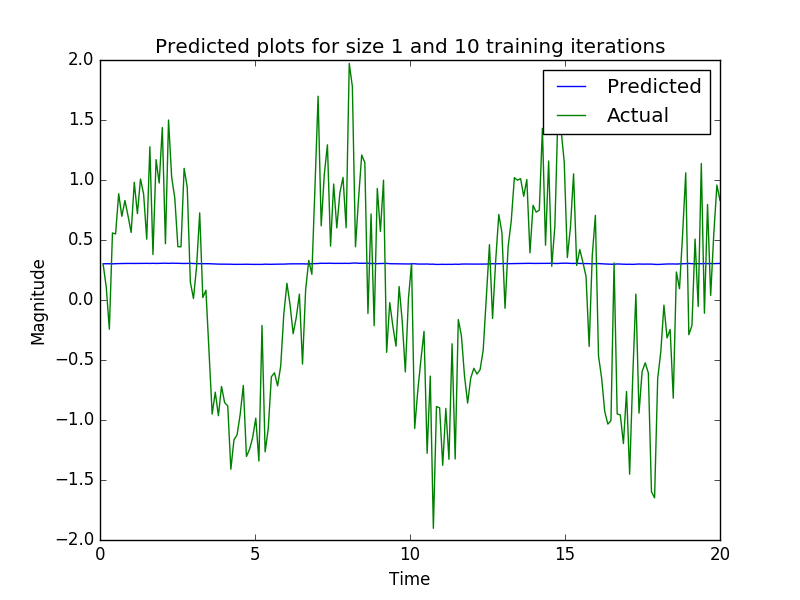 Predicted plots for size 1 and 10 training iterations
2.0
1.5
1.0
0.5
0.0
−0.5
−1.0
−1.5
−2.0
Magnitude
Predicted
Actual
0 5 10 15 20
Time